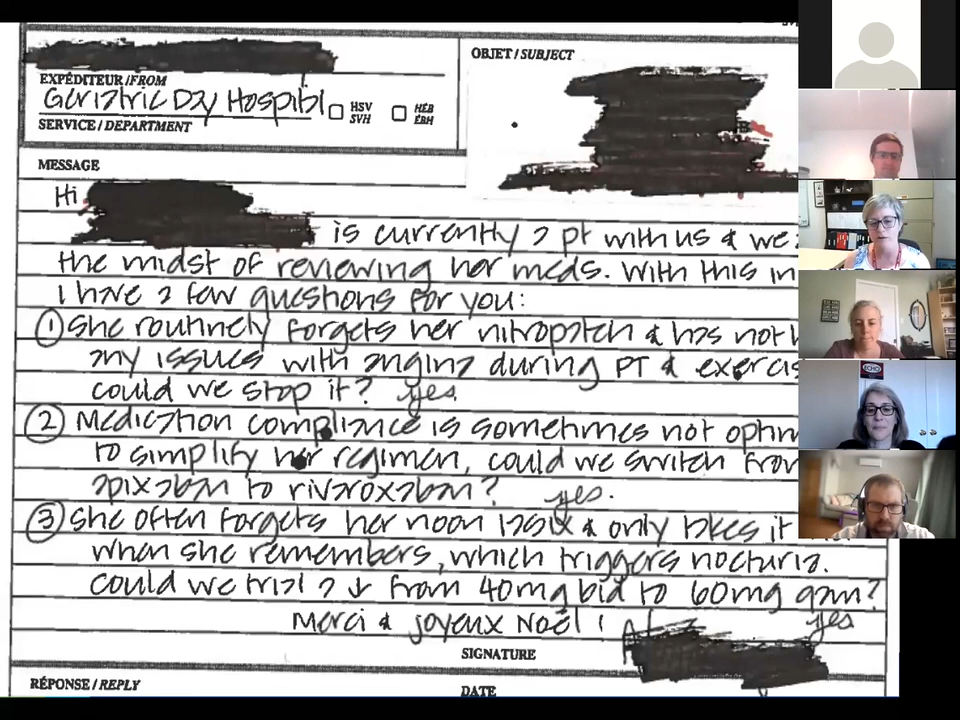 OBJET / SUBJECT
EXPÉDITEUR / FROM
Geriatric Day Hospital
HSV
SVH
HÉB
ÉBH
SERVICE / DEPARTMENT
MESSAGE
Hi
is currently a pt with us & we
the midst of reviewing her meds. With this in
I have a few questions for you:
① She routinely forgets her nitropatch & has not h
any issues with angina during PT & exercis
could we stop it? yes
② Medication compliance is sometimes not optim
to simplify her regimen, could we switch from
apixaban to rivaroxaban? yes.
③ She often forgets her noon lasix & only takes it
when she remembers, which triggers nocturia.
Could we trial a ↓ from 40mg bid to 60mg qam?
yes
Merci & joyeux Noël !
SIGNATURE
RÉPONSE / REPLY
DATE
ECHO